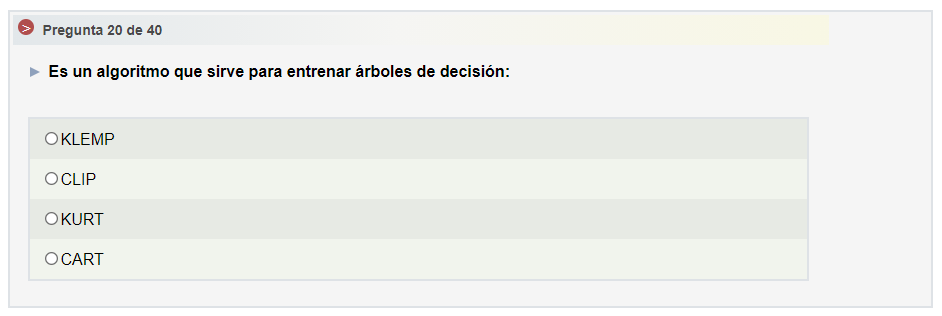 Pregunta 20 de 40
Es un algoritmo que sirve para entrenar árboles de decisión:
KLEMP
CLIP
KURT
CART